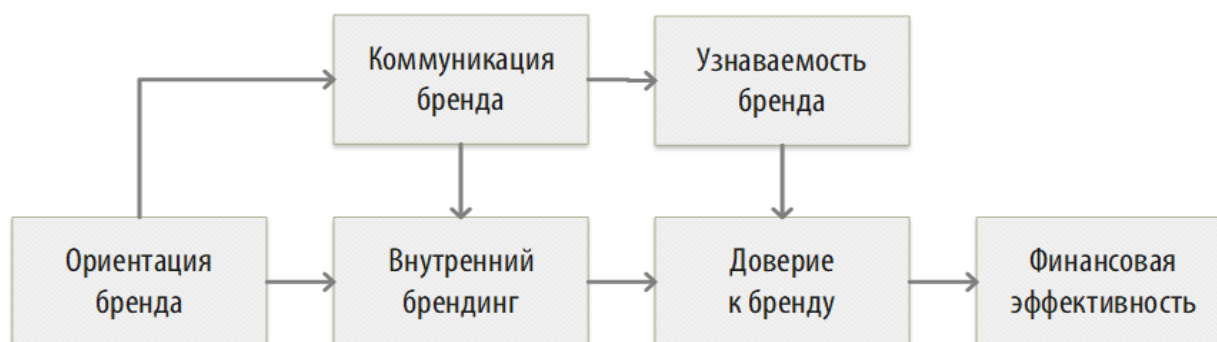 Коммуникация
бренда
Узнаваемость
бренда
Ориентация
бренда
Внутренний
брендинг
Доверие
к бренду
Финансовая
эффективность